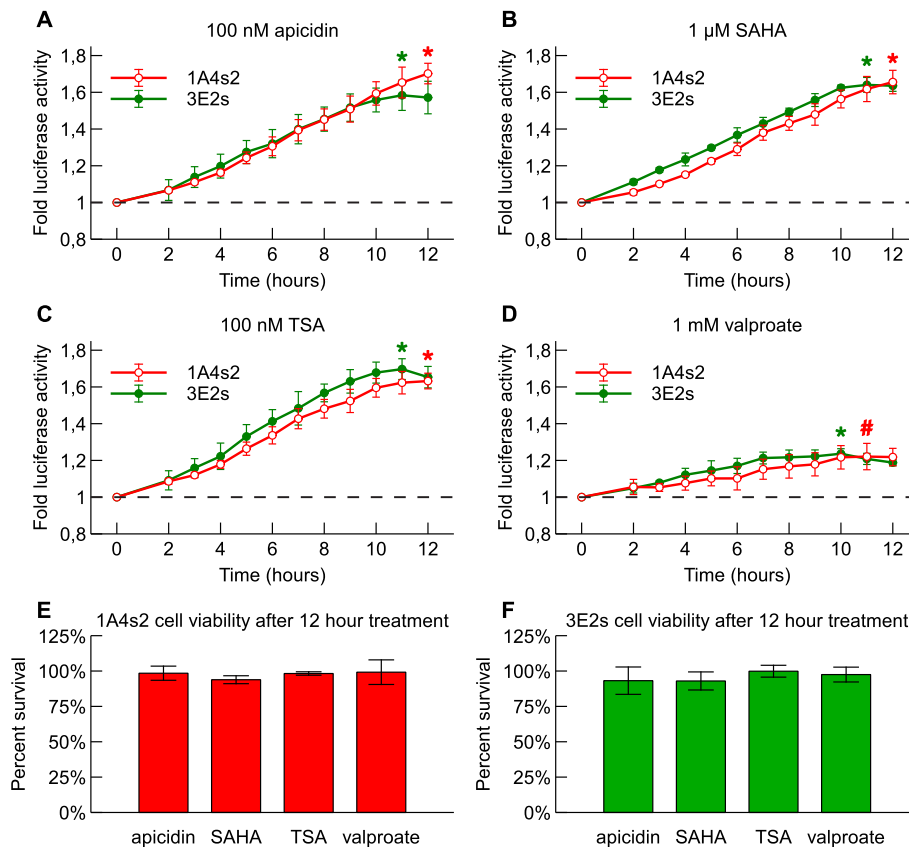 A
100 nM apicidin
Fold luciferase activity
1,8
1,6
1,4
1,2
1
0,8
1A4s2
3E2s
*
*
0 2 4 6 8 10 12
Time (hours)
B
1 µM SAHA
Fold luciferase activity
1,8
1,6
1,4
1,2
1
0,8
1A4s2
3E2s
*
*
0 2 4 6 8 10 12
Time (hours)
C
100 nM TSA
Fold luciferase activity
1,8
1,6
1,4
1,2
1
0,8
1A4s2
3E2s
*
*
0 2 4 6 8 10 12
Time (hours)
D
1 mM valproate
Fold luciferase activity
1,8
1,6
1,4
1,2
1
0,8
1A4s2
3E2s
*
#
0 2 4 6 8 10 12
Time (hours)
E
1A4s2 cell viability after 12 hour treatment
Percent survival
125%
100%
75%
50%
25%
0%
apicidin SAHA TSA valproate
F
3E2s cell viability after 12 hour treatment
Percent survival
125%
100%
75%
50%
25%
0%
apicidin SAHA TSA valproate